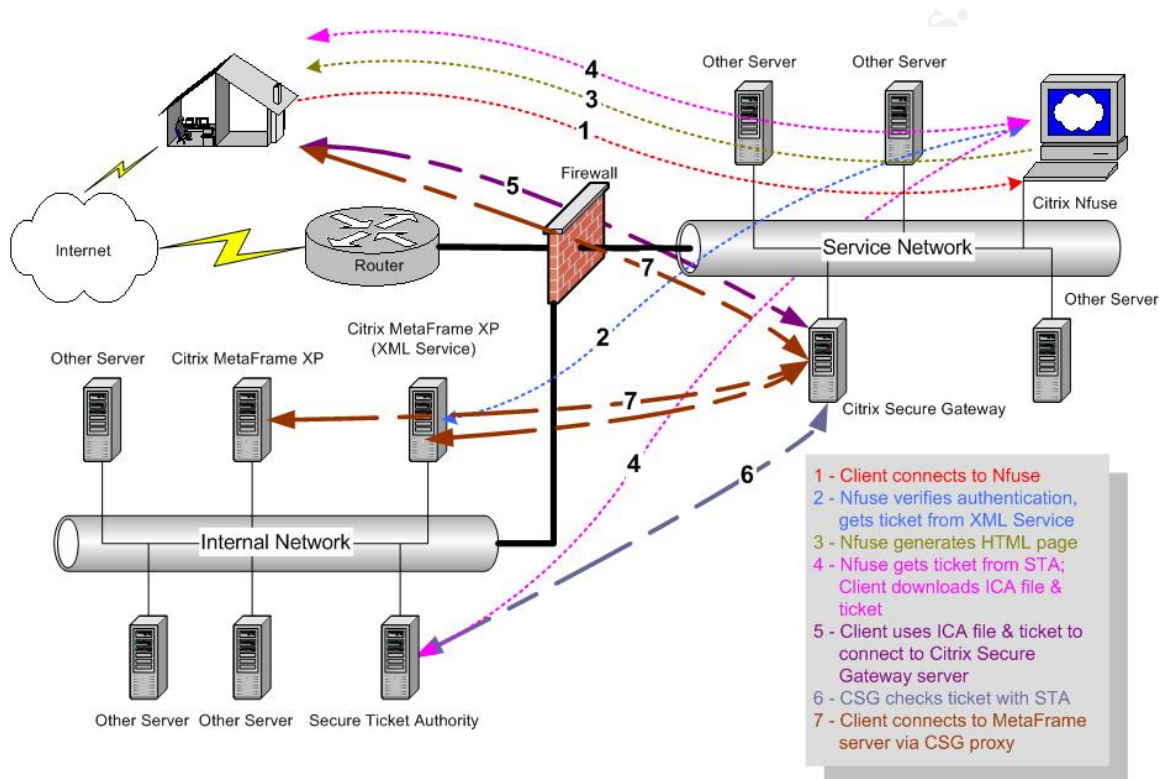 4
3
1
Other Server
Other Server
Citrix Nfuse
Firewall
5
Internet
Router
7
Service Network
Other Server
2
Citrix MetaFrame XP
(XML Service)
Other Server
Citrix MetaFrame XP
7
Citrix Secure Gateway
4
6
Internal Network
Other Server
Other Server
Secure Ticket Authority
1 - Client connects to Nfuse
2 - Nfuse verifies authentication,
gets ticket from XML Service
3 - Nfuse generates HTML page
4 - Nfuse gets ticket from STA;
Client downloads ICA file &
ticket
5 - Client uses ICA file & ticket to
connect to Citrix Secure
Gateway server
6 - CSG checks ticket with STA
7 - Client connects to MetaFrame
server via CSG proxy